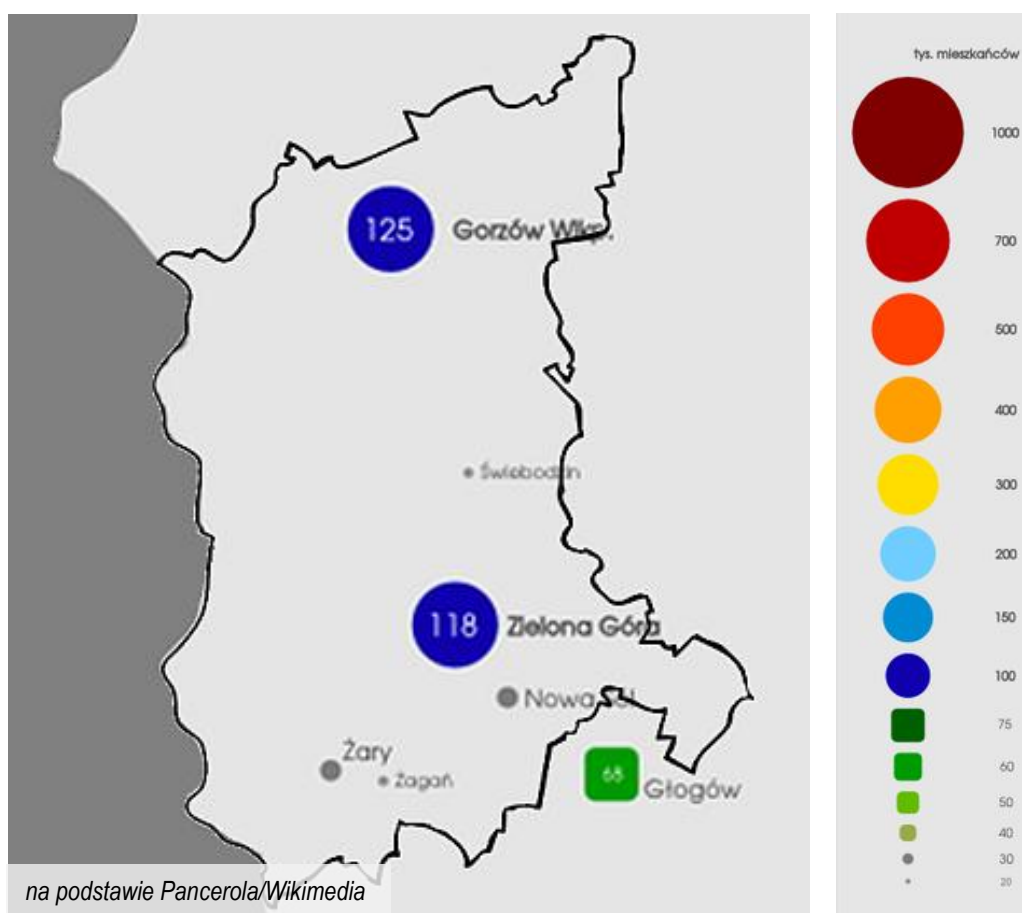 125
Gorzów Wlkp.
Świebodzin
118
Zielona Góra
Nowa Sól
Żary
Żagań
68
Głogów
na podstawie Pancerola/Wikimedia
tys. mieszkańców
1000
700
500
400
300
200
150
100
75
60
50
40
30
20